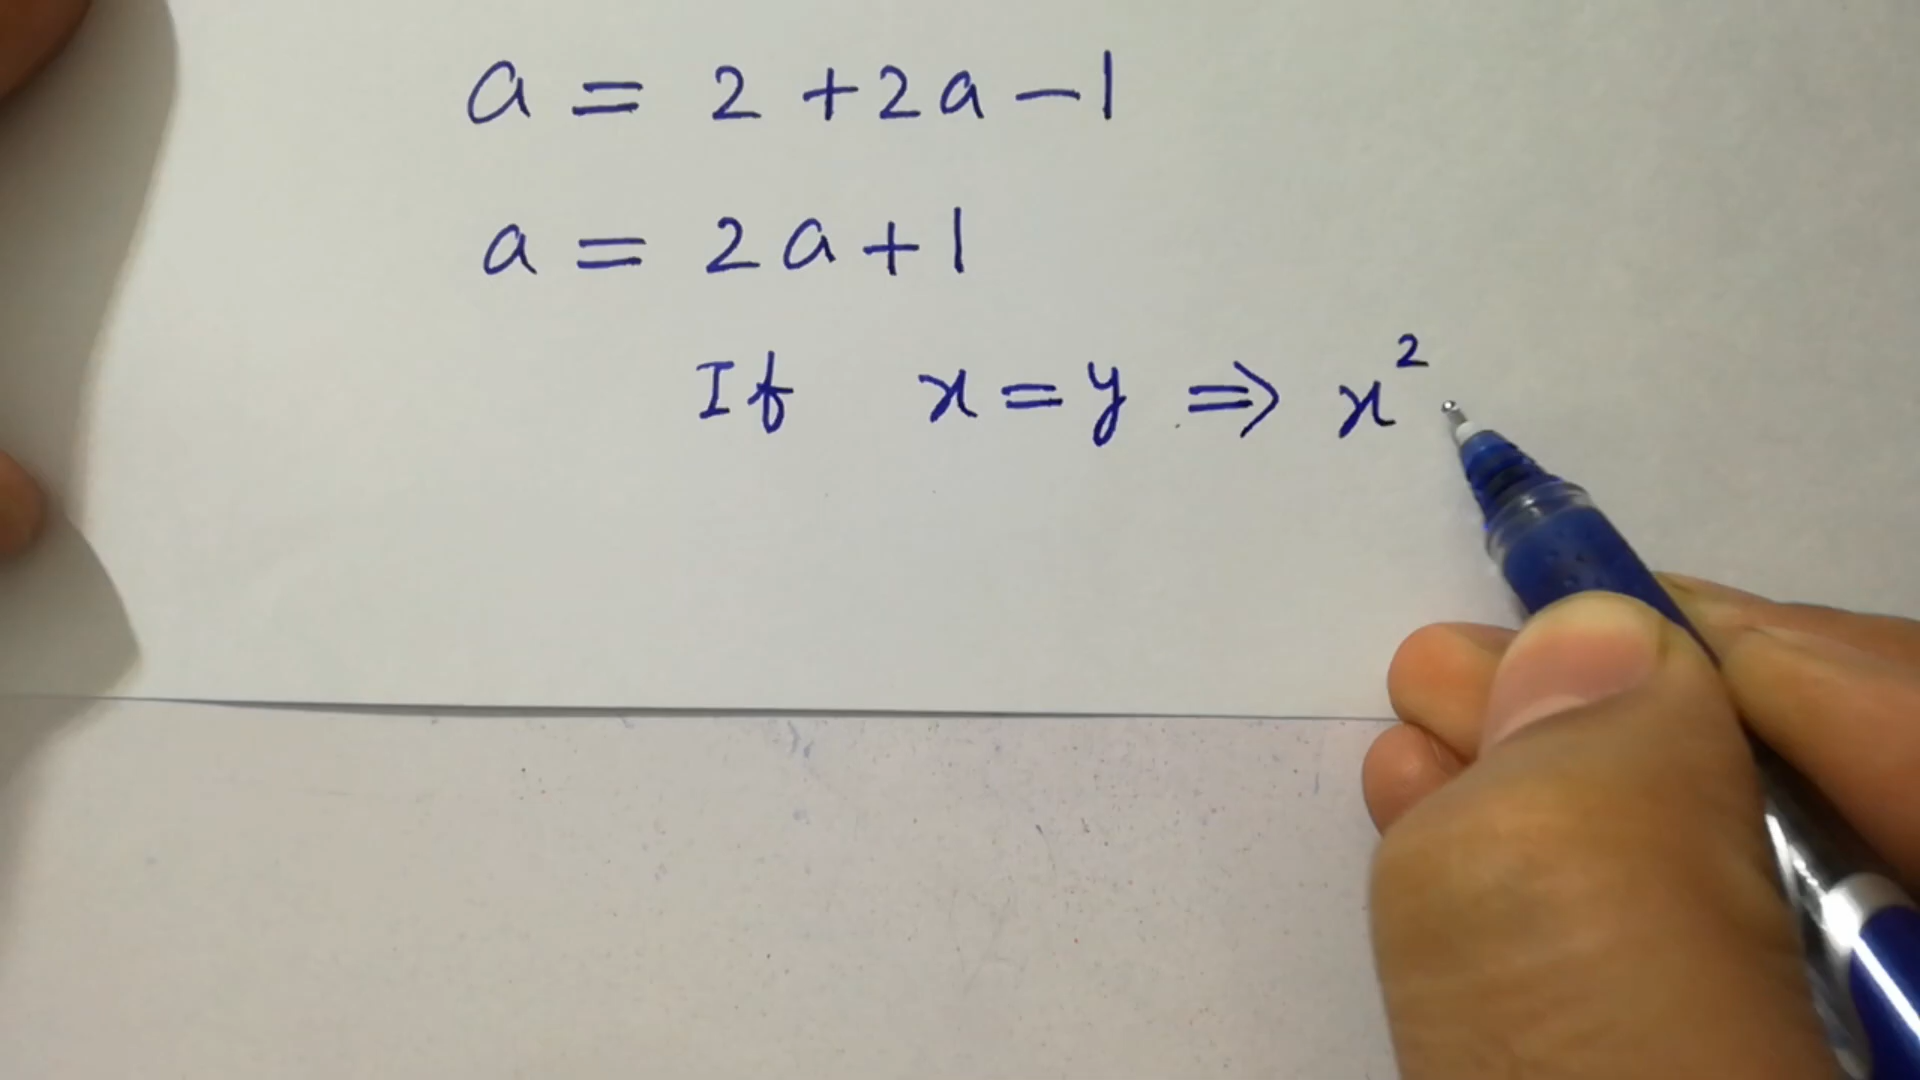 a = 2 + 2a - 1
a = 2a + 1
If x = y ⇒ x²